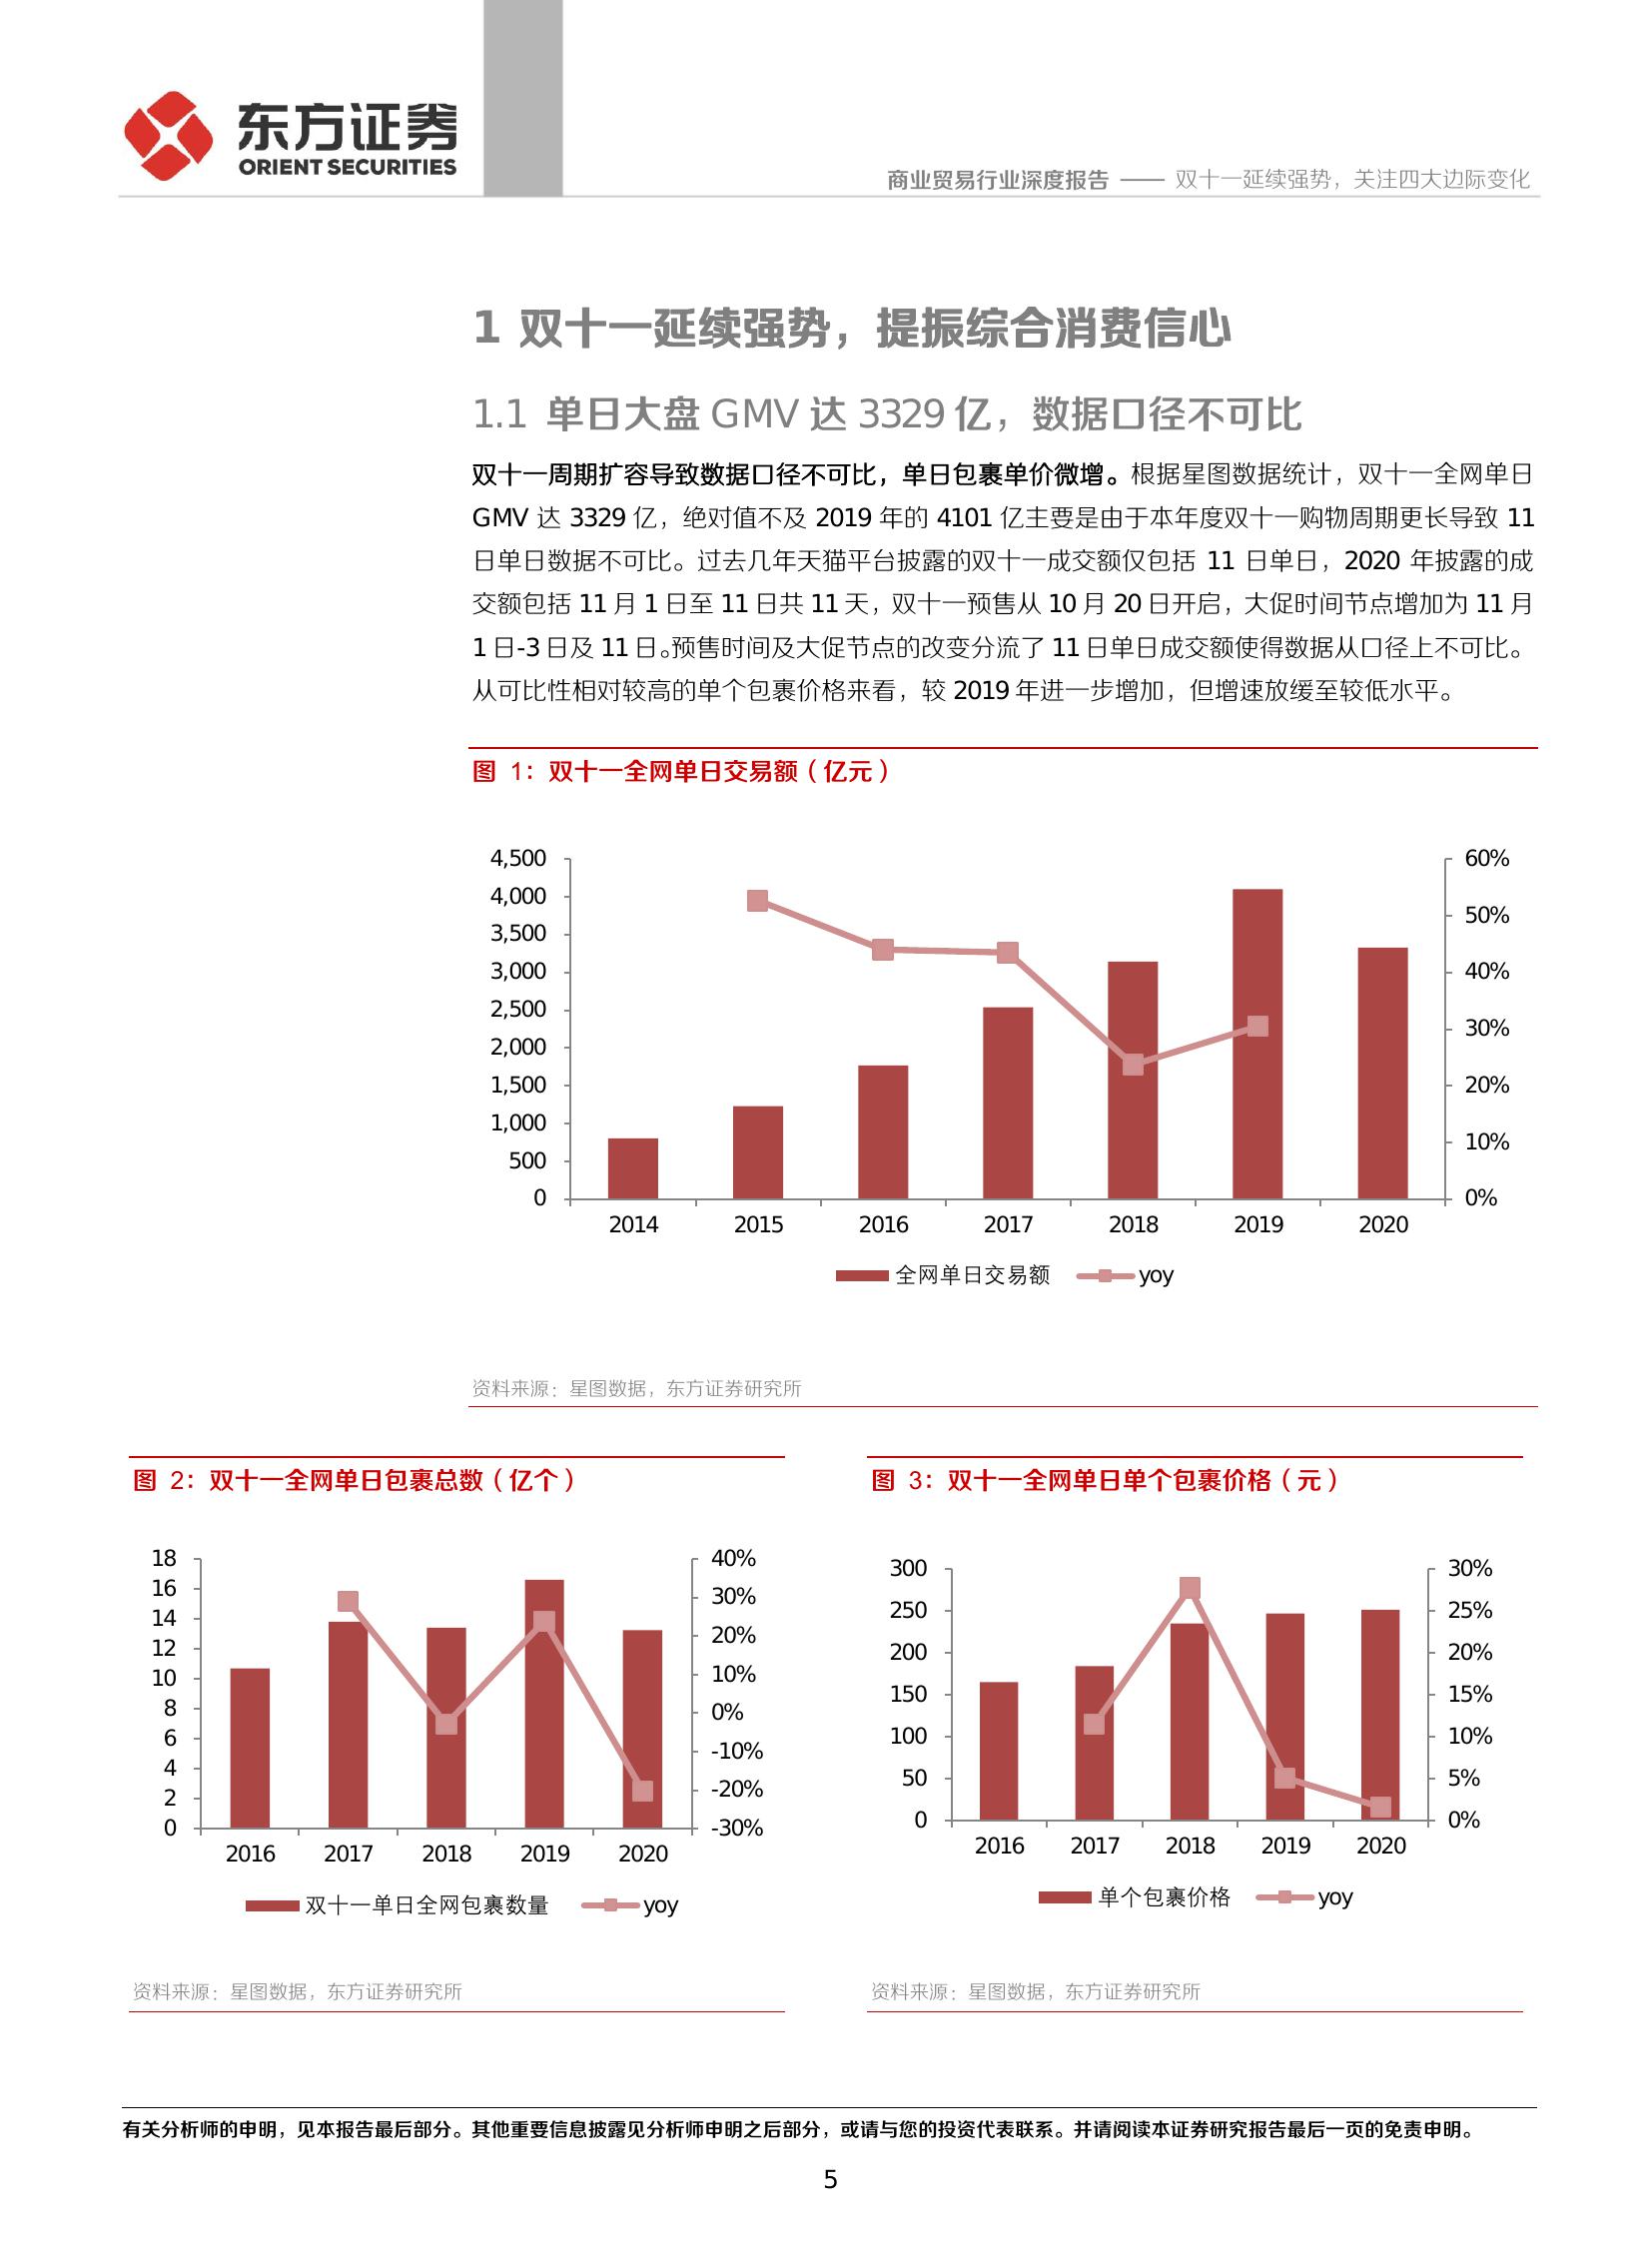 东方证券
ORIENT SECURITIES
商业贸易行业深度报告 —— 双十一延续强势，关注四大边际变化
1 双十一延续强势，提振综合消费信心
1.1 单日大盘 GMV 达 3329 亿，数据口径不可比
双十一周期扩容导致数据口径不可比，单日包裹单价微增。根据星图数据统计，双十一全网单日
GMV 达 3329 亿，绝对值不及 2019 年的 4101 亿主要是由于本年度双十一购物周期更长导致 11
日单日数据不可比。过去几年天猫平台披露的双十一成交额仅包括 11 日单日，2020 年披露的成
交额包括 11 月 1 日至 11 日共 11 天，双十一预售从 10 月 20 日开启，大促时间节点增加为 11 月
1 日-3 日及 11 日。预售时间及大促节点的改变分流了 11 日单日成交额使得数据从口径上不可比。
从可比性相对较高的单个包裹价格来看，较 2019 年进一步增加，但增速放缓至较低水平。
图 1：双十一全网单日交易额（亿元）
4,500
4,000
3,500
3,000
2,500
2,000
1,500
1,000
500
0
60%
50%
40%
30%
20%
10%
0%
2014 2015 2016 2017 2018 2019 2020
全网单日交易额 yoy
资料来源：星图数据，东方证券研究所
图 2：双十一全网单日包裹总数（亿个）
18
16
14
12
10
8
6
4
2
0
40%
30%
20%
10%
0%
-10%
-20%
-30%
2016 2017 2018 2019 2020
双十一单日全网包裹数量 yoy
资料来源：星图数据，东方证券研究所
图 3：双十一全网单日单个包裹价格（元）
300
250
200
150
100
50
0
30%
25%
20%
15%
10%
5%
0%
2016 2017 2018 2019 2020
单个包裹价格 yoy
资料来源：星图数据，东方证券研究所
有关分析师的申明，见本报告最后部分。其他重要信息披露见分析师申明之后部分，或请与您的投资代表联系。并请阅读本证券研究报告最后一页的免责申明。
5